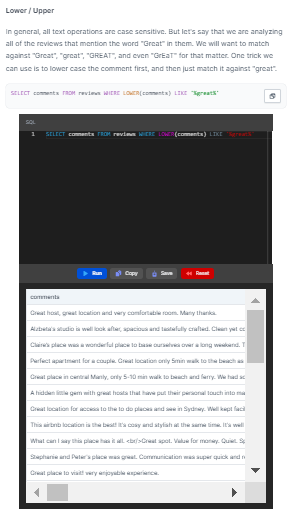 Lower / Upper
In general, all text operations are case sensitive. But let's say that we are analyzing
all of the reviews that mention the word "Great" in them. We will want to match
against "Great", "great", "GREAT", and even "GrEaT" for that matter. One trick we
can use is to lower case the comment first, and then just match it against "great".
SELECT comments FROM reviews WHERE LOWER(comments) LIKE '%great%'
SQL
1 SELECT comments FROM reviews WHERE LOWER(comments) LIKE '%great%'
Run Copy Save Reset
comments
Great host, great location and very comfortable room. Many thanks.
Alzbeta's studio is well look after, spacious and tastefully crafted. Clean yet co
Claire's place was a wonderful place to base ourselves over a long weekend. T
Perfect apartment for a couple. Great location only 5min walk to the beach as
Great place in central Manly, only 5-10 min walk to beach and ferry. We had so
A hidden gem with great hosts that have put their personal touch into ma
Great location for access to the to do places and see in Sydney. Well kept facil
This airbnb location is the best! It's cosy and stylish at the same time. It's well
What can I say this place has it all. <br/>Great spot. Value for money. Quiet. Sp
Stephanie and Peter's place was great. Communication was super quick and r
Great place to visit! very enjoyable experience.